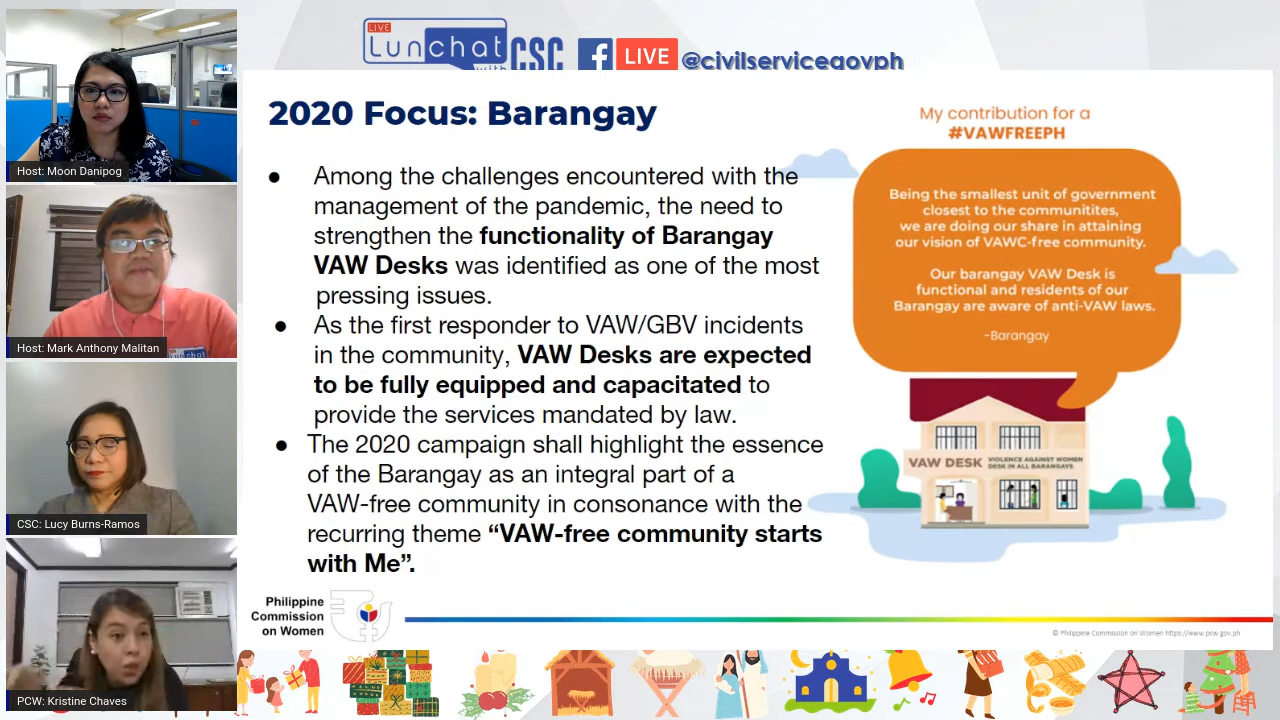 LIVE
Lunchat
with CSC
LIVE
@civilservicegovph
Host: Moon Danipog
Host: Mark Anthony Malitan
CSC: Lucy Burns-Ramos
PCW: Kristine Chaves
2020 Focus: Barangay
● Among the challenges encountered with the
management of the pandemic, the need to
strengthen the functionality of Barangay
VAW Desks was identified as one of the most
pressing issues.
● As the first responder to VAW/GBV incidents
in the community, VAW Desks are expected
to be fully equipped and capacitated to
provide the services mandated by law.
● The 2020 campaign shall highlight the essence
of the Barangay as an integral part of a
VAW-free community in consonance with the
recurring theme “VAW-free community starts
with Me”.
My contribution for a
#VAWFREEPH
Being the smallest unit of government
closest to the communitites,
we are doing our share in attaining
our vision of VAWC-free community.
Our barangay VAW Desk is
functional and residents of our
Barangay are aware of anti-VAW laws.
-Barangay
VAW DESK
VIOLENCE AGAINST WOMEN
DESK IN ALL BARANGAYS
Philippine
Commission
on Women
© Philippine Commission on Women https://www.pcw.gov.ph